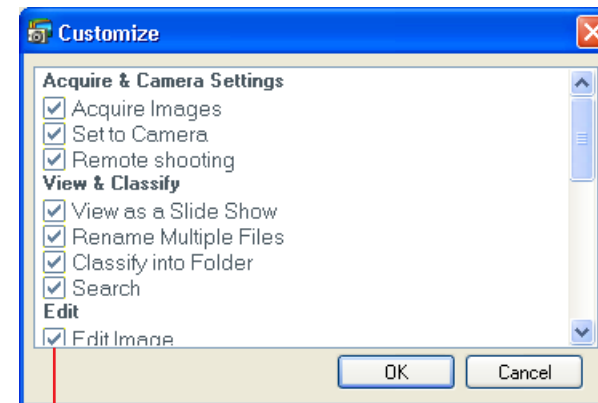 Customize
Acquire & Camera Settings
Acquire Images
Set to Camera
Remote shooting
View & Classify
View as a Slide Show
Rename Multiple Files
Classify into Folder
Search
Edit
Edit Image
OK
Cancel